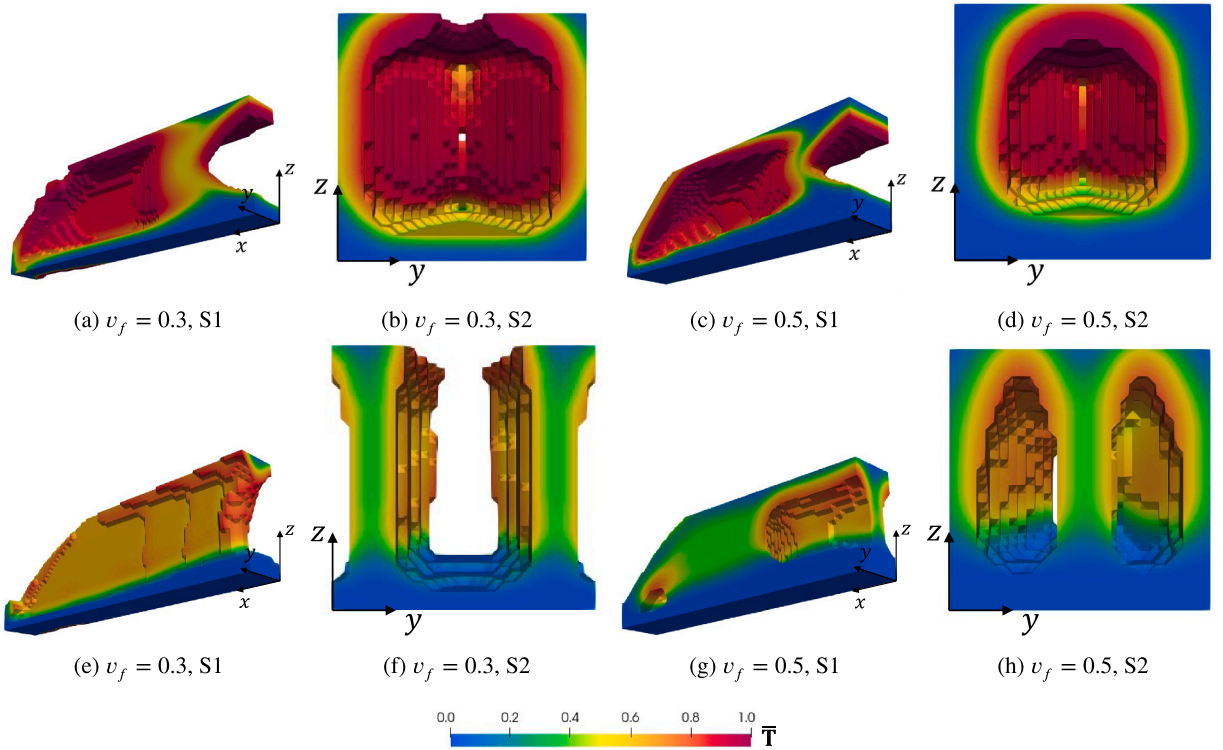 z
y
x
z
y
(a) v_f = 0.3, S1
(b) v_f = 0.3, S2
z
y
x
z
y
(c) v_f = 0.5, S1
(d) v_f = 0.5, S2
z
y
x
z
y
(e) v_f = 0.3, S1
(f) v_f = 0.3, S2
z
y
x
z
y
(g) v_f = 0.5, S1
(h) v_f = 0.5, S2
0.0 0.2 0.4 0.6 0.8 1.0
T̅